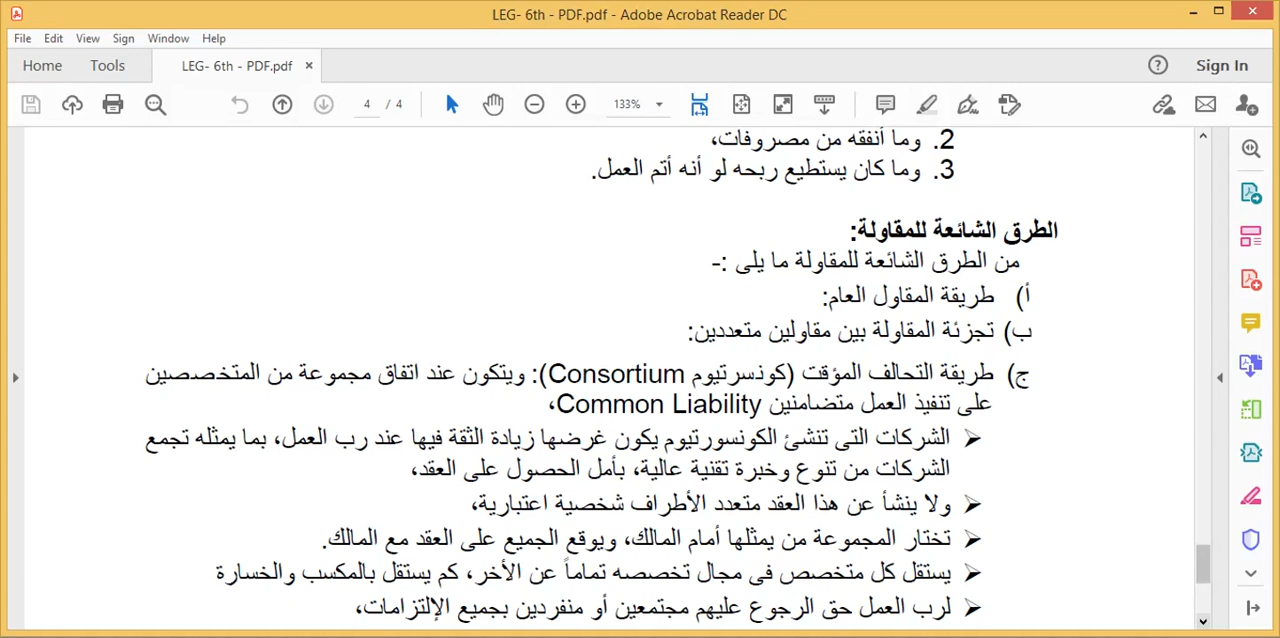 LEG- 6th - PDF.pdf - Adobe Acrobat Reader DC
File Edit View Sign Window Help
Home Tools LEG- 6th - PDF.pdf × Sign In
4 / 4 133%
2. وما أنفقه من مصروفات،
3. وما كان يستطيع ربحه لو أنه أتم العمل.
الطرق الشائعة للمقاولة:
من الطرق الشائعة للمقاولة ما يلى :-
أ) طريقة المقاول العام:
ب) تجزئة المقاولة بين مقاولين متعددين:
ج) طريقة التحالف المؤقت (كونسرتيوم Consortium): ويتكون عند اتفاق مجموعة من المتخصصين
على تنفيذ العمل متضامنين Common Liability،
➤ الشركات التى تنشئ الكونسورتيوم يكون غرضها زيادة الثقة فيها عند رب العمل، بما يمثله تجمع
الشركات من تنوع وخبرة تقنية عالية، بأمل الحصول على العقد،
➤ ولا ينشأ عن هذا العقد متعدد الأطراف شخصية اعتبارية،
➤ تختار المجموعة من يمثلها أمام المالك، ويوقع الجميع على العقد مع المالك.
➤ يستقل كل متخصص فى مجال تخصصه تماماً عن الأخر، كم يستقل بالمكسب والخسارة
➤ لرب العمل حق الرجوع عليهم مجتمعين أو منفردين بجميع الإلتزامات،